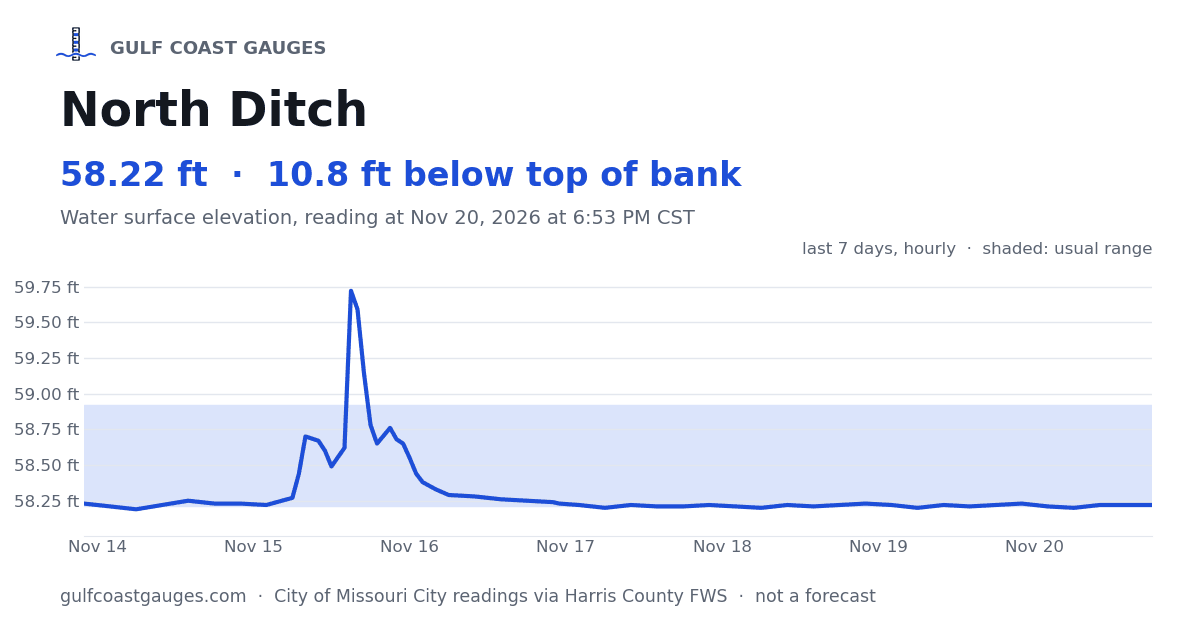 GULF COAST GAUGES
North Ditch
58.22 ft · 10.8 ft below top of bank
Water surface elevation, reading at Nov 20, 2026 at 6:53 PM CST
last 7 days, hourly · shaded: usual range
59.75 ft
59.50 ft
59.25 ft
59.00 ft
58.75 ft
58.50 ft
58.25 ft
Nov 14 Nov 15 Nov 16 Nov 17 Nov 18 Nov 19 Nov 20
gulfcoastgauges.com · City of Missouri City readings via Harris County FWS · not a forecast